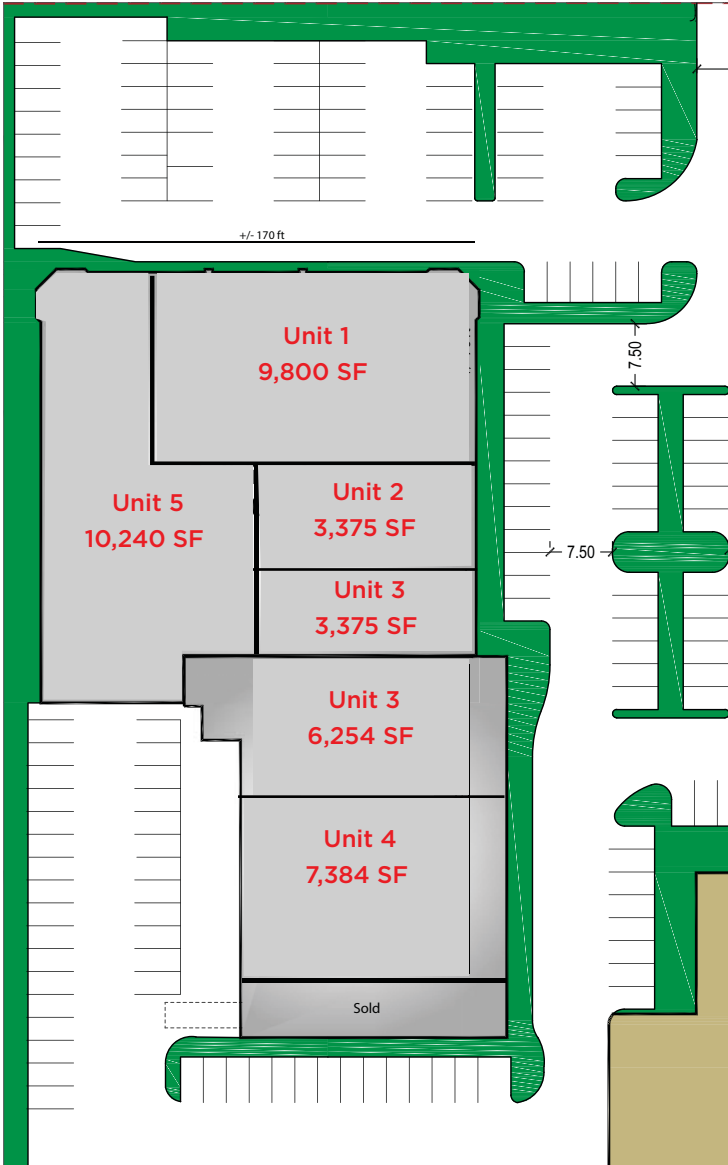 +/- 170 ft
Unit 1
9,800 SF
7.50
Unit 2
3,375 SF
Unit 5
10,240 SF
7.50
Unit 3
3,375 SF
Unit 3
6,254 SF
Unit 4
7,384 SF
Sold